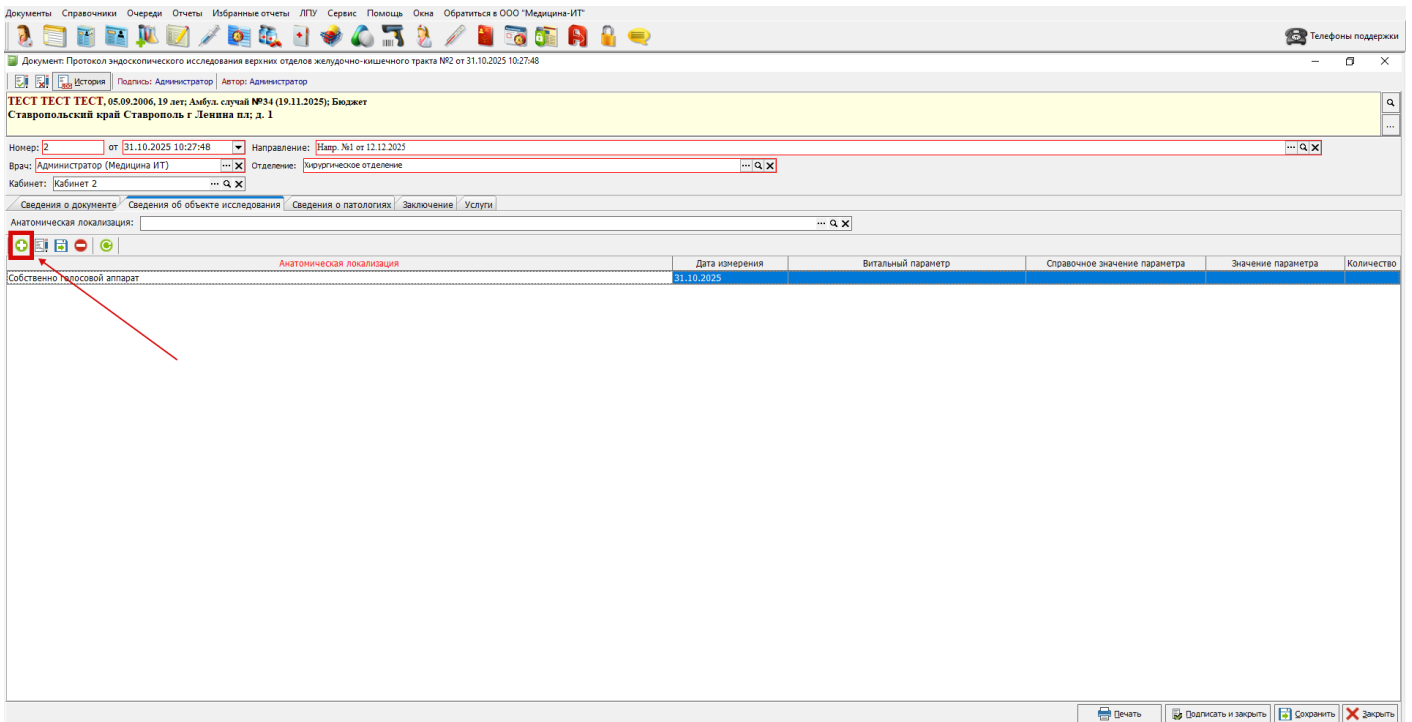 Документы Справочники Очереди Отчеты Избранные отчеты ЛПУ Сервис Помощь Окна Обратиться в ООО "Медицина-ИТ"
Телефоны поддержки
Документ: Протокол эндоскопического исследования верхних отделов желудочно-кишечного тракта №2 от 31.10.2025 10:27:48
История Подпись: Администратор Автор: Администратор
ТЕСТ ТЕСТ ТЕСТ, 05.09.2006, 19 лет; Амбул. случай №34 (19.11.2025); Бюджет
Ставропольский край Ставрополь г Ленина пл; д. 1
Номер: 2 от 31.10.2025 10:27:48 Направление: Напр. №1 от 12.12.2025
Врач: Администратор (Медицина ИТ) Отделение: Хирургическое отделение
Кабинет: Кабинет 2
Сведения о документе Сведения об объекте исследования Сведения о патологиях Заключение Услуги
Анатомическая локализация:
Анатомическая локализация Дата измерения Витальный параметр Справочное значение параметра Значение параметра Количество
Собственно голосовой аппарат 31.10.2025
Печать Подписать и закрыть Сохранить Закрыть